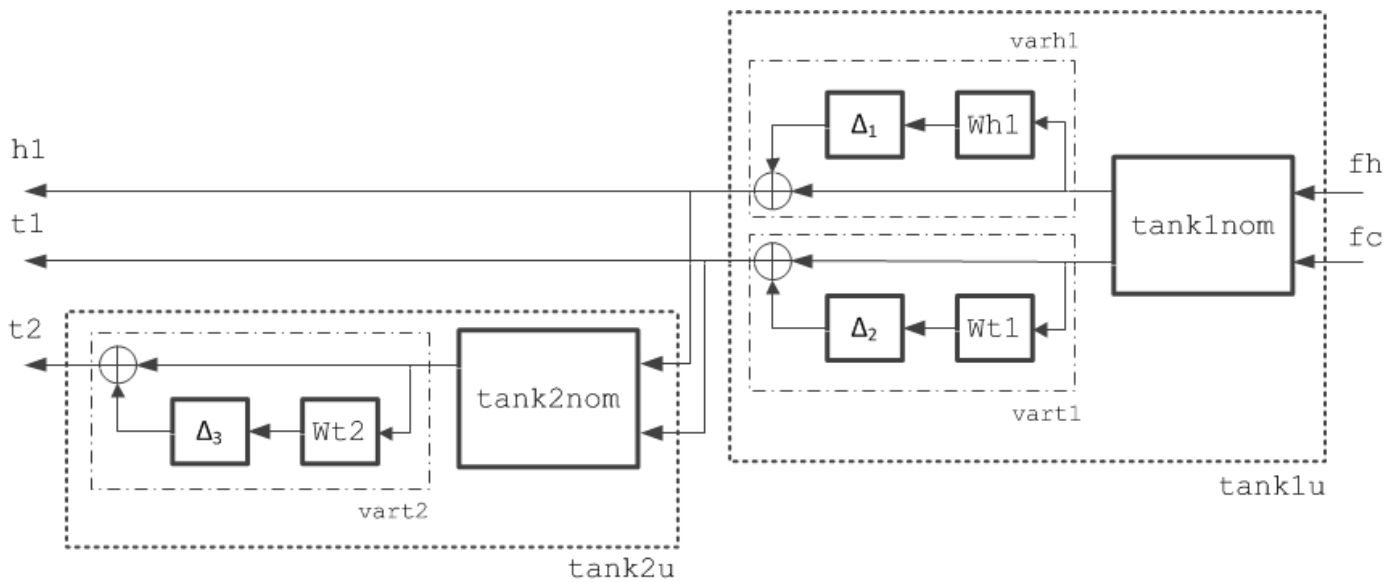 varh1
Δ₁
Wh1
h1
fh
tank1nom
t1
fc
Δ₂
Wt1
t2
tank2nom
vart1
Δ₃
Wt2
tank1u
vart2
tank2u